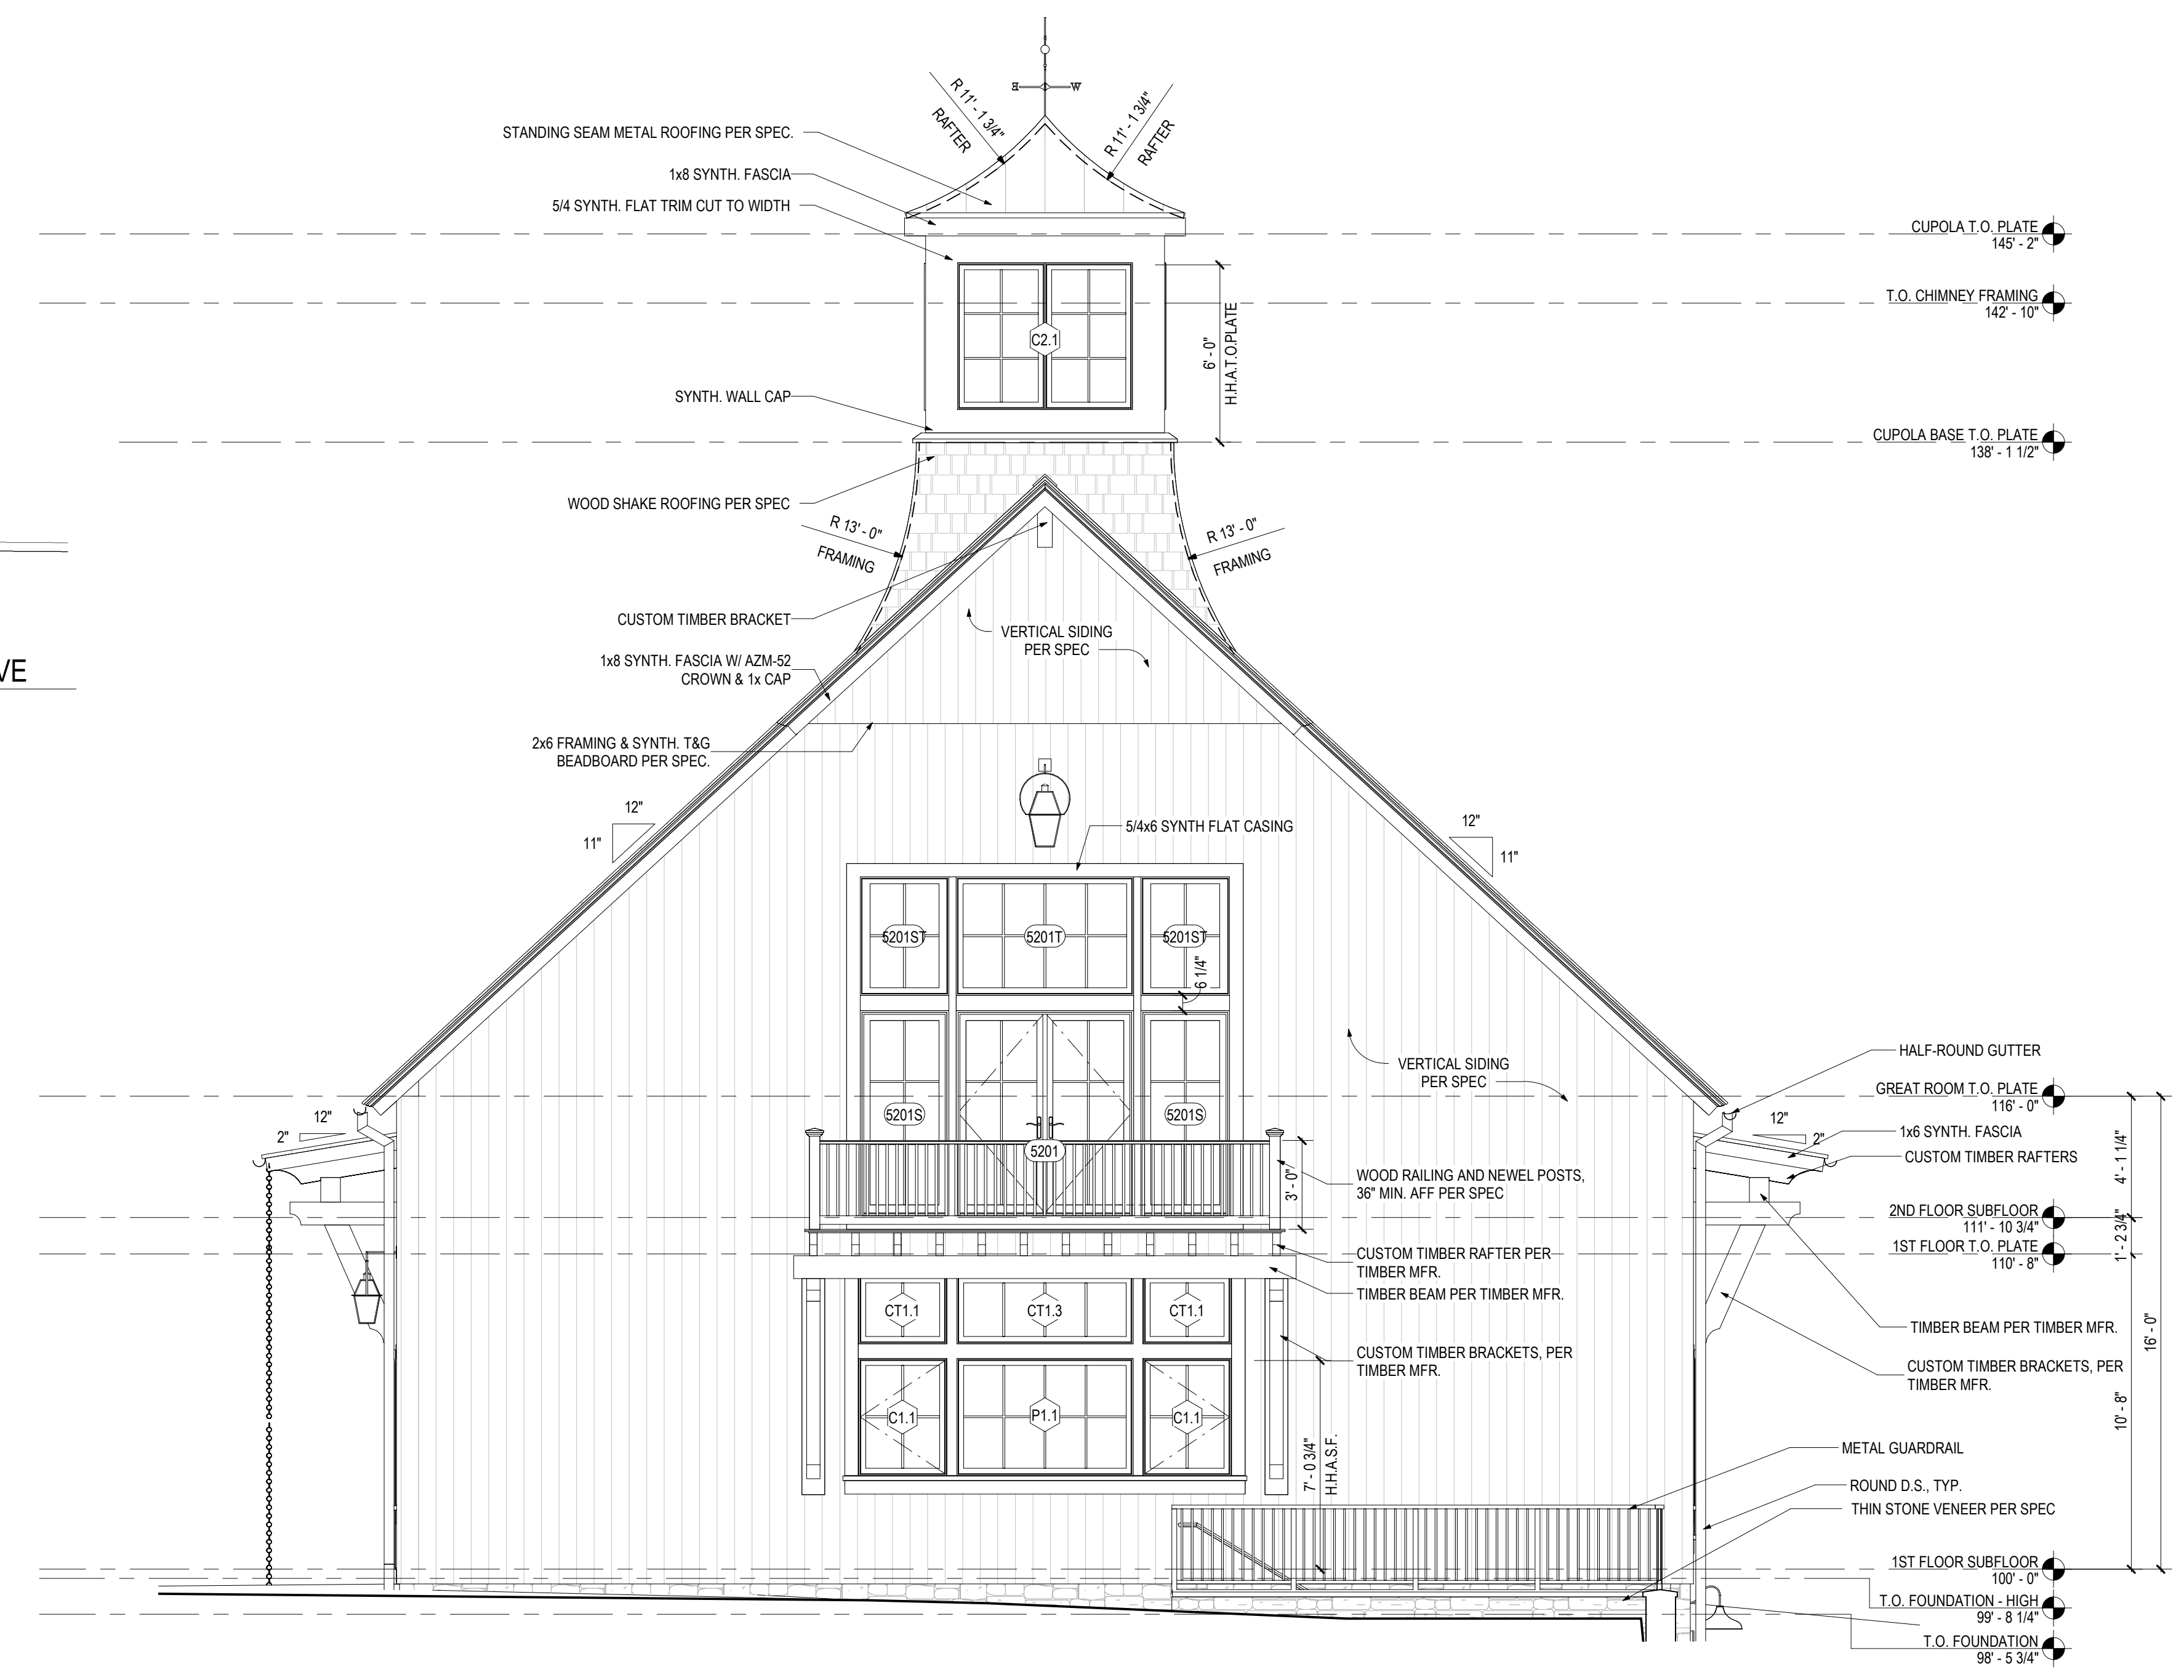 E W
R 11' - 1 3/4"
RAFTER
R 11' - 1 3/4"
RAFTER
STANDING SEAM METAL ROOFING PER SPEC.
1x8 SYNTH. FASCIA
5/4 SYNTH. FLAT TRIM CUT TO WIDTH
CUPOLA T.O. PLATE
145' - 2"
T.O. CHIMNEY FRAMING
142' - 10"
C2.1
6' - 0"
H.H.A.T.O.PLATE
SYNTH. WALL CAP
CUPOLA BASE T.O. PLATE
138' - 1 1/2"
WOOD SHAKE ROOFING PER SPEC
R 13' - 0"
FRAMING
R 13' - 0"
FRAMING
CUSTOM TIMBER BRACKET
VERTICAL SIDING
PER SPEC
VE
1x8 SYNTH. FASCIA W/ AZM-52
CROWN & 1x CAP
2x6 FRAMING & SYNTH. T&G
BEADBOARD PER SPEC.
12"
11"
12"
11"
5/4x6 SYNTH FLAT CASING
5201ST
5201T
5201ST
6 1/4"
VERTICAL SIDING
PER SPEC
HALF-ROUND GUTTER
GREAT ROOM T.O. PLATE
116' - 0"
12"
2"
12"
2"
5201S
5201S
5201
1x6 SYNTH. FASCIA
CUSTOM TIMBER RAFTERS
4' - 1 1/4"
3' - 0"
WOOD RAILING AND NEWEL POSTS,
36" MIN. AFF PER SPEC
2ND FLOOR SUBFLOOR
111' - 10 3/4"
1' - 2 3/4"
1ST FLOOR T.O. PLATE
110' - 8"
CUSTOM TIMBER RAFTER PER
TIMBER MFR.
TIMBER BEAM PER TIMBER MFR.
CT1.1
CT1.3
CT1.1
TIMBER BEAM PER TIMBER MFR.
16' - 0"
CUSTOM TIMBER BRACKETS, PER
TIMBER MFR.
CUSTOM TIMBER BRACKETS, PER
TIMBER MFR.
C1.1
P1.1
C1.1
10' - 8"
7' - 0 3/4"
H.H.A.S.F.
METAL GUARDRAIL
ROUND D.S., TYP.
THIN STONE VENEER PER SPEC
1ST FLOOR SUBFLOOR
100' - 0"
T.O. FOUNDATION - HIGH
99' - 8 1/4"
T.O. FOUNDATION
98' - 5 3/4"